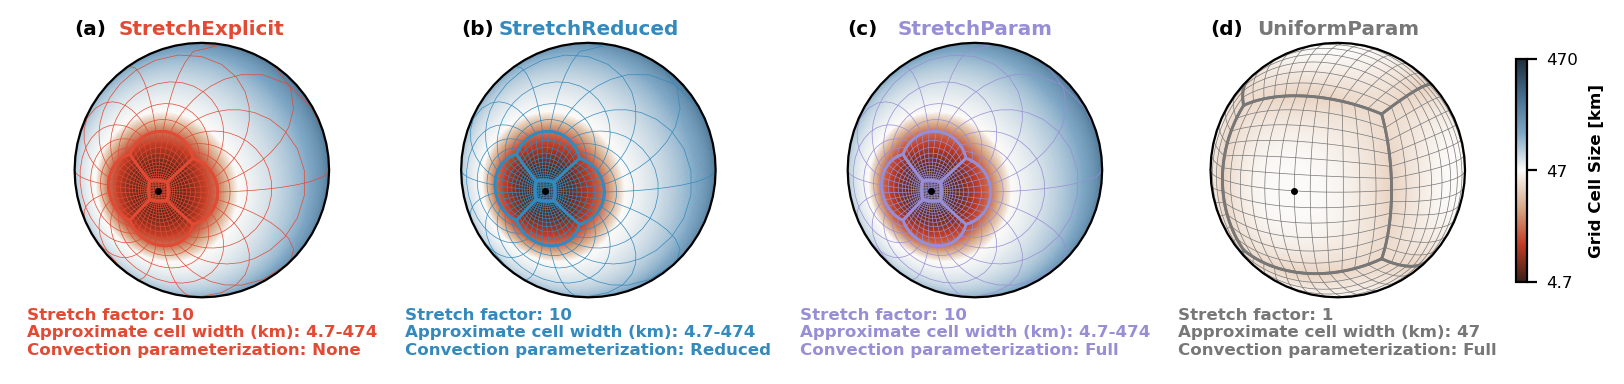 (a) StretchExplicit
(b) StretchReduced
(c) StretchParam
(d) UniformParam
470
47
4.7
Grid Cell Size [km]
Stretch factor: 10
Approximate cell width (km): 4.7-474
Convection parameterization: None
Stretch factor: 10
Approximate cell width (km): 4.7-474
Convection parameterization: Reduced
Stretch factor: 10
Approximate cell width (km): 4.7-474
Convection parameterization: Full
Stretch factor: 1
Approximate cell width (km): 47
Convection parameterization: Full